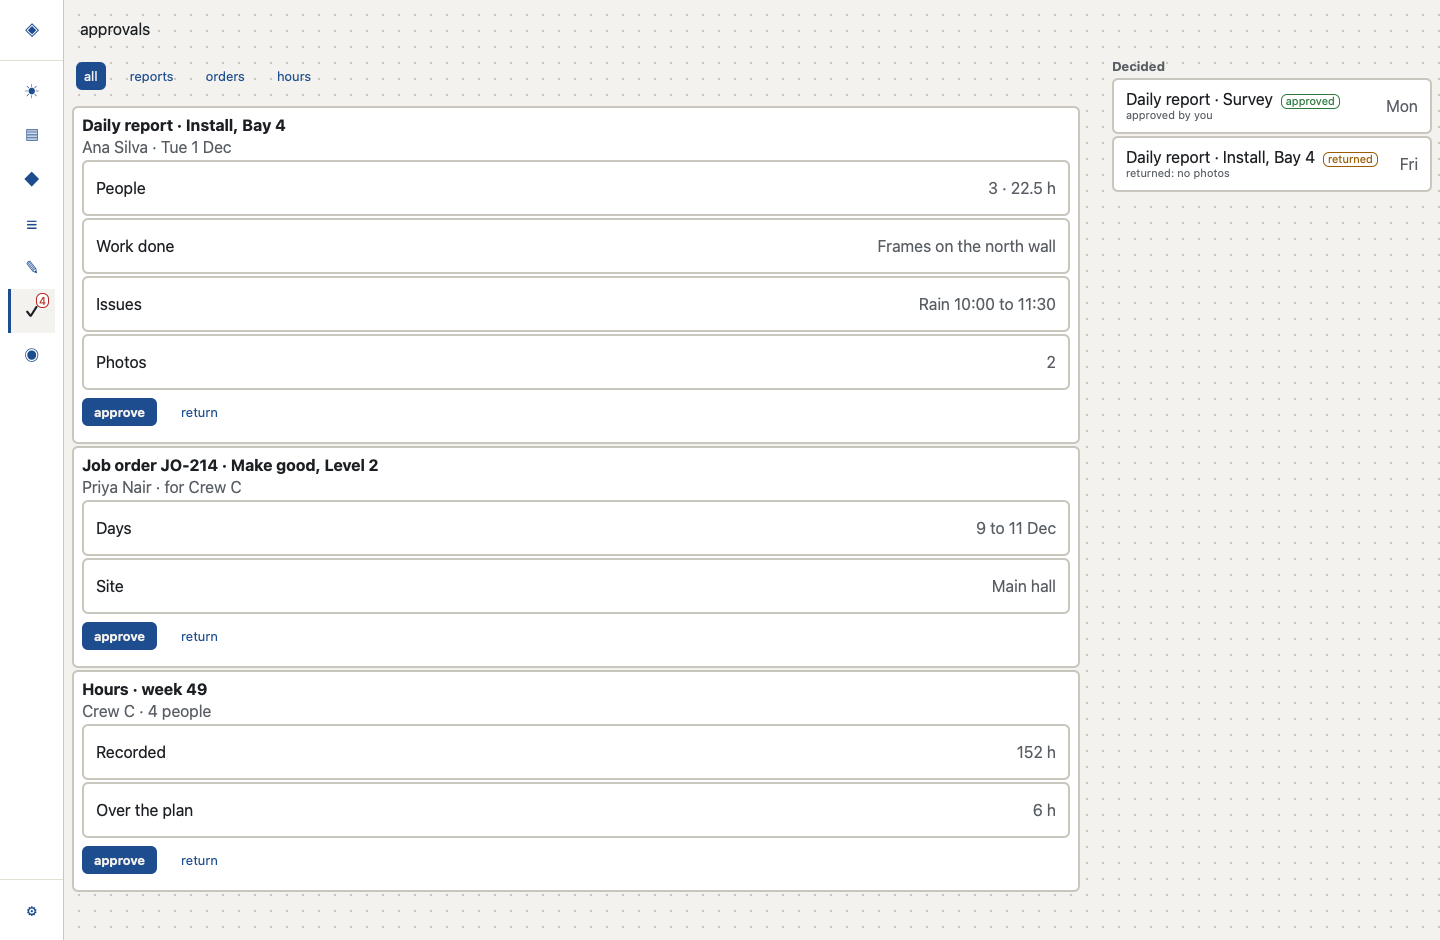 approvals
all reports orders hours
Daily report · Install, Bay 4
Ana Silva · Tue 1 Dec
People 3 · 22.5 h
Work done Frames on the north wall
Issues Rain 10:00 to 11:30
Photos 2
approve return
Job order JO-214 · Make good, Level 2
Priya Nair · for Crew C
Days 9 to 11 Dec
Site Main hall
approve return
Hours · week 49
Crew C · 4 people
Recorded 152 h
Over the plan 6 h
approve return
Decided
Daily report · Survey approved Mon
approved by you
Daily report · Install, Bay 4 returned Fri
returned: no photos
4